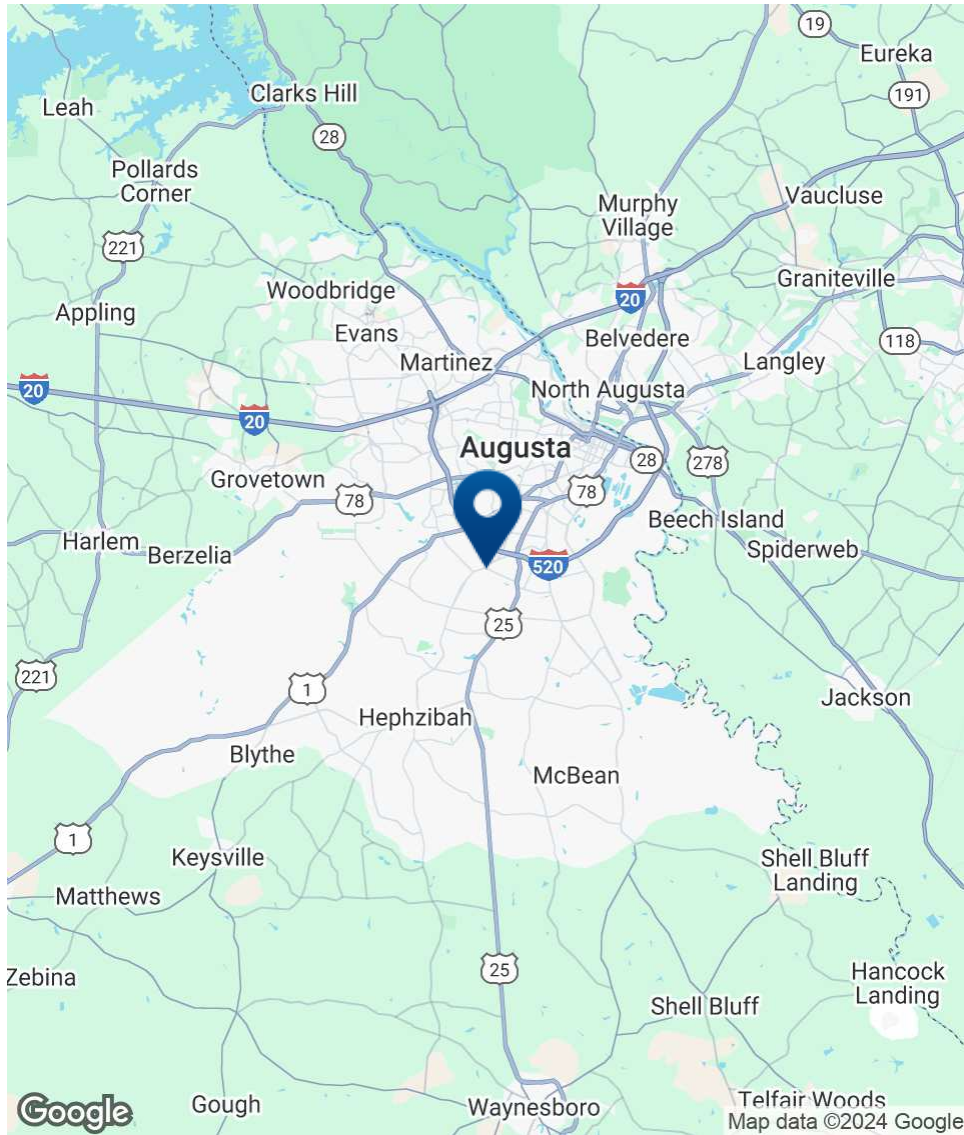 19
Eureka
Leah
Clarks Hill
191
28
Pollards
Corner
Vaucluse
Murphy
Village
221
Graniteville
Woodbridge
20
Appling
Evans
Belvedere
118
Martinez
Langley
20
North Augusta
20
Augusta
28
278
Grovetown
78
78
Beech Island
Harlem
Berzelia
Spiderweb
520
25
221
1
Jackson
Hephzibah
Blythe
McBean
1
Keysville
Shell Bluff
Landing
Matthews
25
Zebina
Hancock
Landing
Shell Bluff
Gough
Waynesboro
Telfair Woods
Google
Map data ©2024 Google